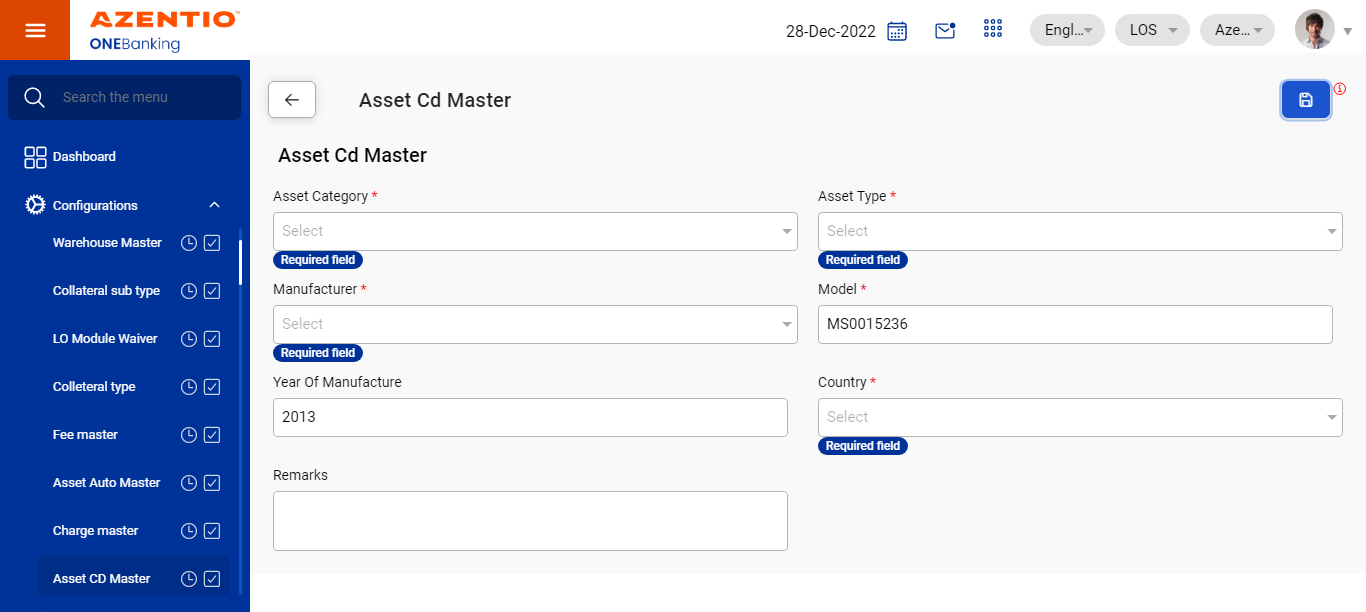 AZENTIO™
ONEBanking
28-Dec-2022
Engl...
LOS
Aze...
Search the menu
Dashboard
Configurations
Warehouse Master
Collateral sub type
LO Module Waiver
Colleteral type
Fee master
Asset Auto Master
Charge master
Asset CD Master
Asset Cd Master
Asset Cd Master
Asset Category *
Select
Required field
Asset Type *
Select
Required field
Manufacturer *
Select
Required field
Model *
MS0015236
Year Of Manufacture
2013
Country *
Select
Required field
Remarks